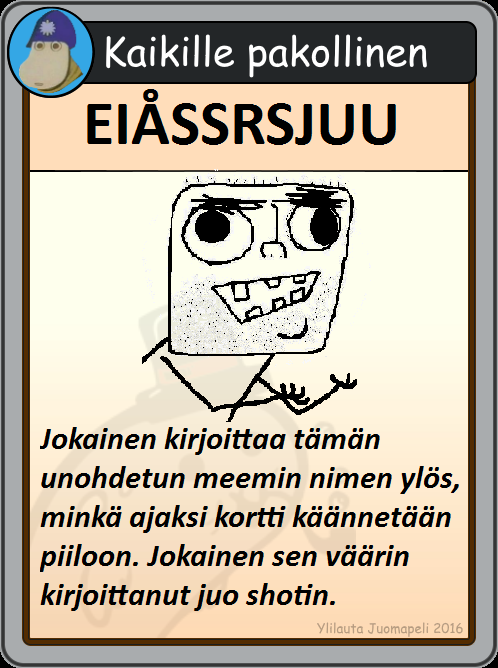 Kaikille pakollinen
EIÅSSRSJUU
Jokainen kirjoittaa tämän
unohdetun meemin nimen ylös,
minkä ajaksi kortti käännetään
piiloon. Jokainen sen väärin
kirjoittanut juo shotin.
Ylilauta Juomapeli 2016